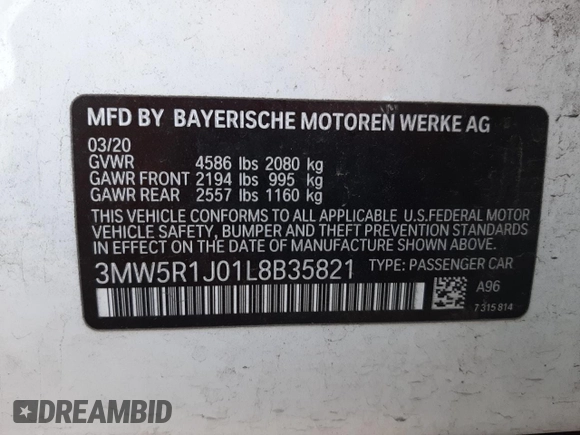 MFD BY BAYERISCHE MOTOREN WERKE AG
03/20
GVWR 4586 lbs 2080 kg
GAWR FRONT 2194 lbs 995 kg
GAWR REAR 2557 lbs 1160 kg
THIS VEHICLE CONFORMS TO ALL APPLICABLE U.S.FEDERAL MOTOR
VEHICLE SAFETY, BUMPER AND THEFT PREVENTION STANDARDS
IN EFFECT ON THE DATE OF MANUFACTURE SHOWN ABOVE.
3MW5R1J01L8B35821 TYPE: PASSENGER CAR
A96
7 315 814
DREAMBID